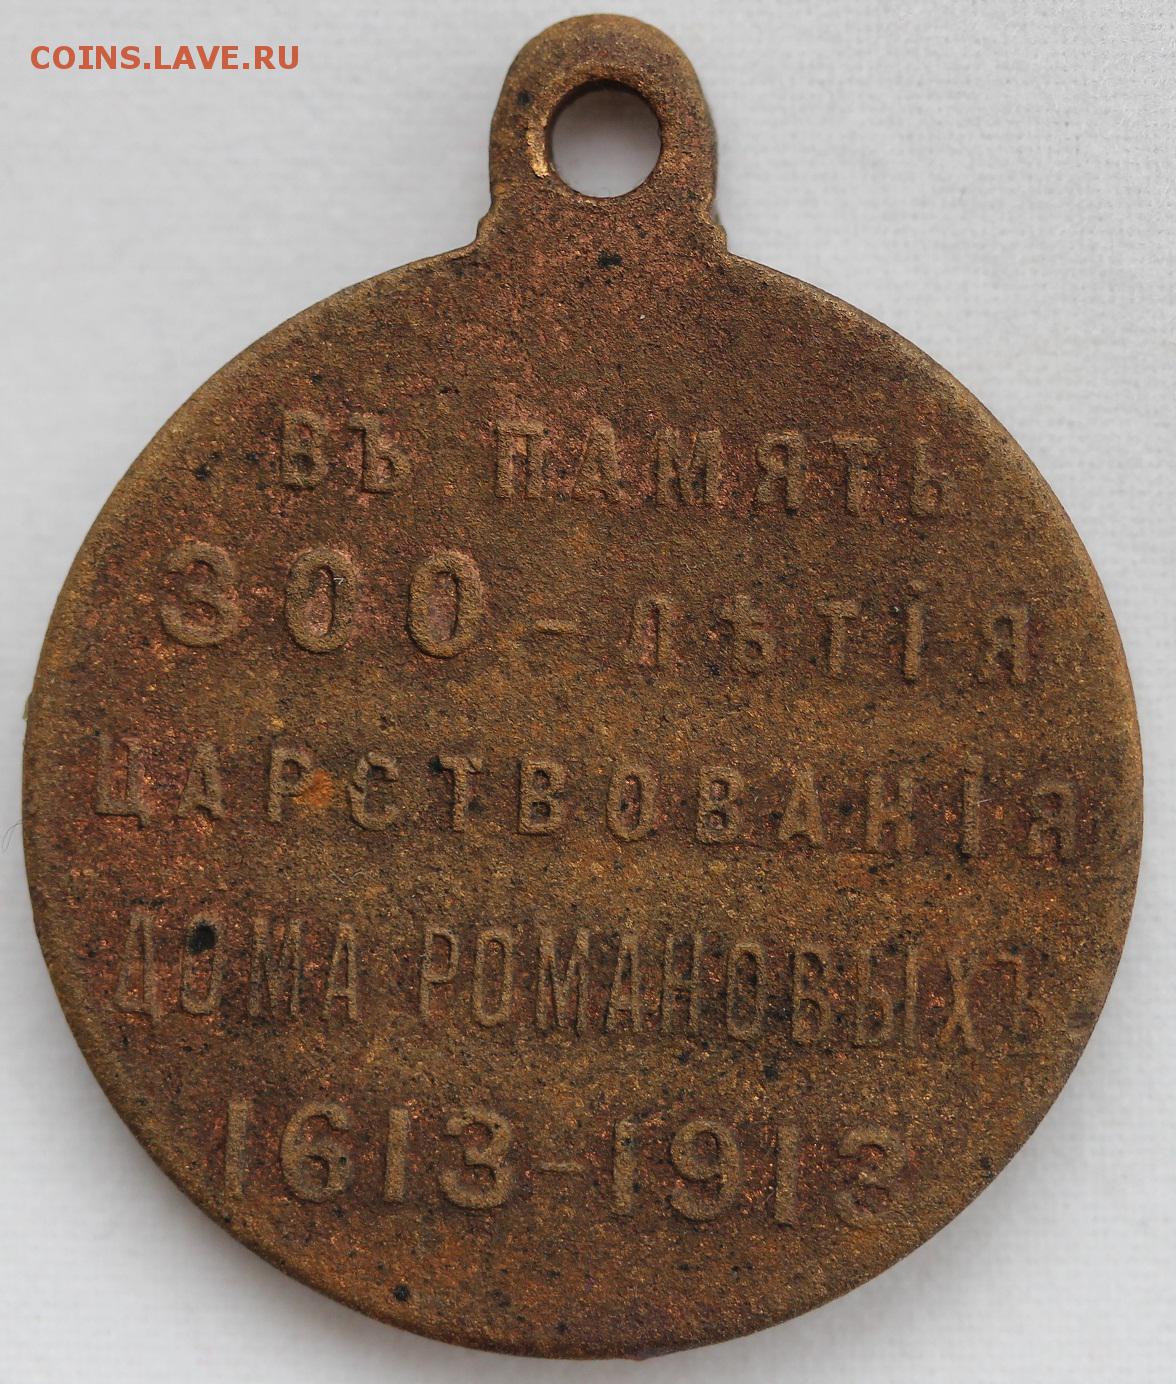 COINS.LAVE.RU
ВЪ ПАМЯТЬ
300-ЛѢТІЯ
ЦАРСТВОВАНІЯ
ДОМА РОМАНОВЫХЪ
1613-1913